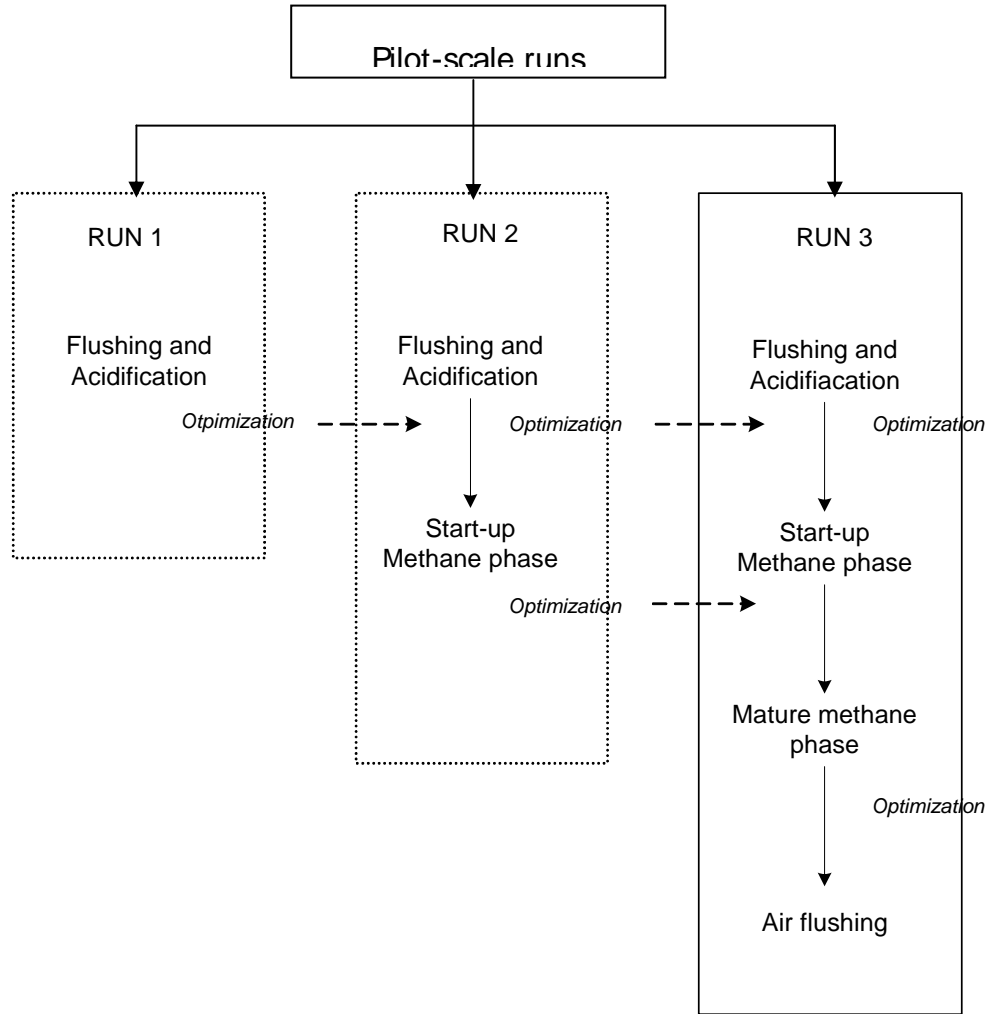 Pilot-scale runs
RUN 1
Flushing and
Acidification
Otpimization
RUN 2
Flushing and
Acidification
Optimization
Start-up
Methane phase
Optimization
RUN 3
Flushing and
Acidifiacation
Optimization
Start-up
Methane phase
Mature methane
phase
Optimization
Air flushing